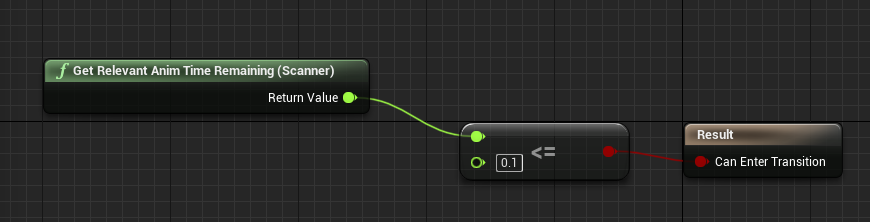 f Get Relevant Anim Time Remaining (Scanner)
Return Value
<=
0.1
Result
Can Enter Transition